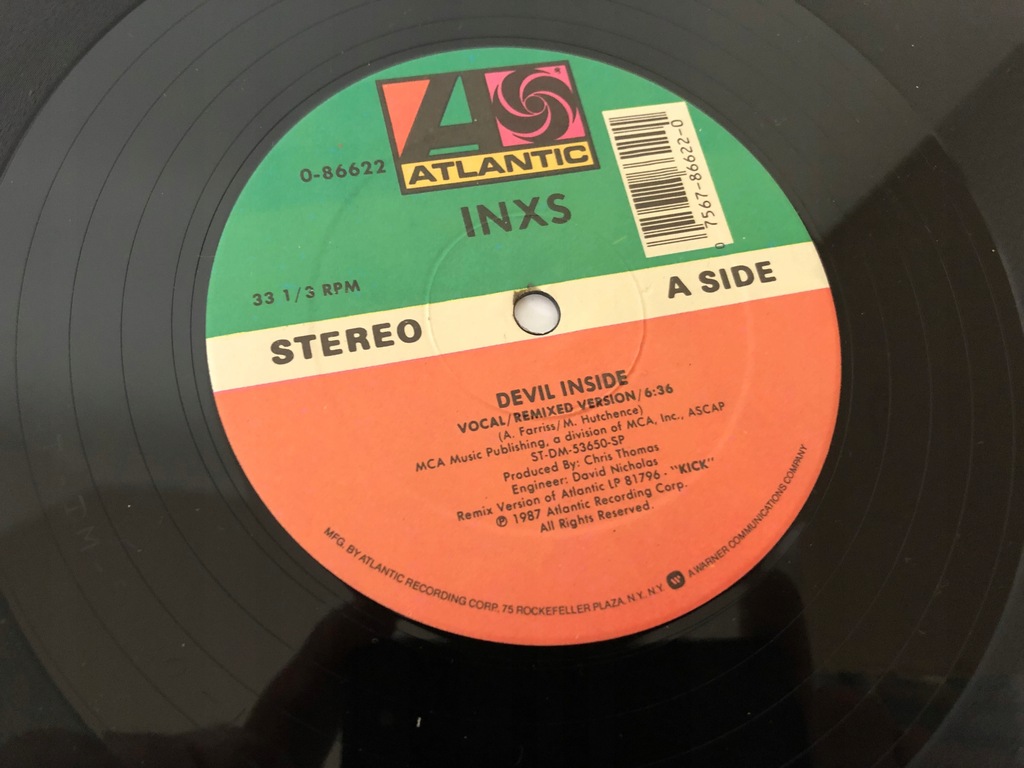 ATLANTIC
0-86622
INXS
0 7567-86622-0
33 1/3 RPM
STEREO
A SIDE
DEVIL INSIDE
VOCAL/REMIXED VERSION/6:36
(A. Farriss/M. Hutchence)
MCA Music Publishing, a division of MCA, Inc., ASCAP
ST-DM-53650-SP
Produced By: Chris Thomas
Engineer: David Nicholas
Remix Version of Atlantic LP 81796 - "KICK"
℗ 1987 Atlantic Recording Corp.
All Rights Reserved.
MFG. BY ATLANTIC RECORDING CORP. 75 ROCKEFELLER PLAZA. N.Y. N.Y. A WARNER COMMUNICATIONS COMPANY